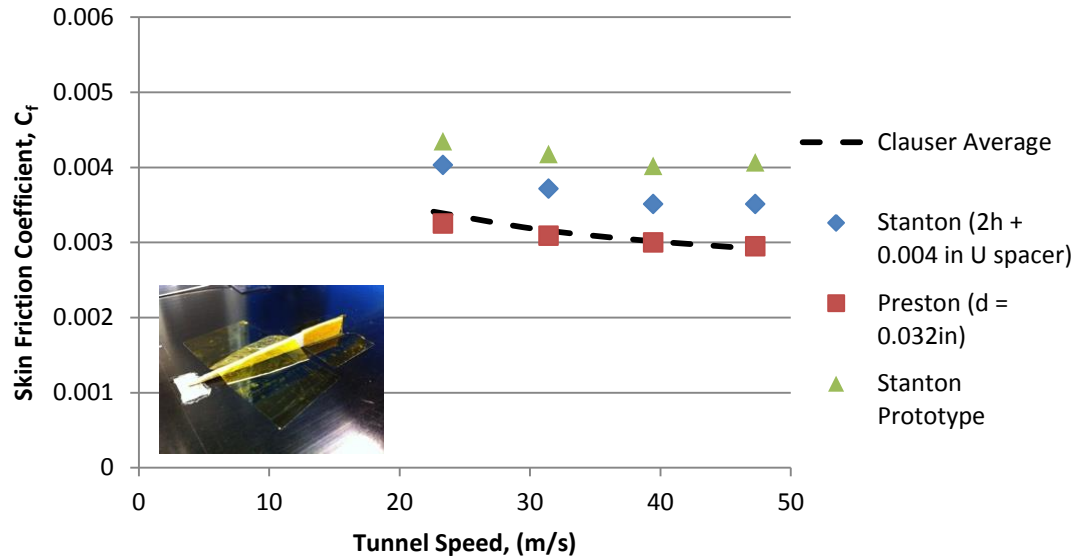 0.006
0.005
0.004
0.003
0.002
0.001
0
0
10
20
30
40
50
Skin Friction Coefficient, Cf
Tunnel Speed, (m/s)
Clauser Average
Stanton (2h +
0.004 in U spacer)
Preston (d =
0.032in)
Stanton
Prototype